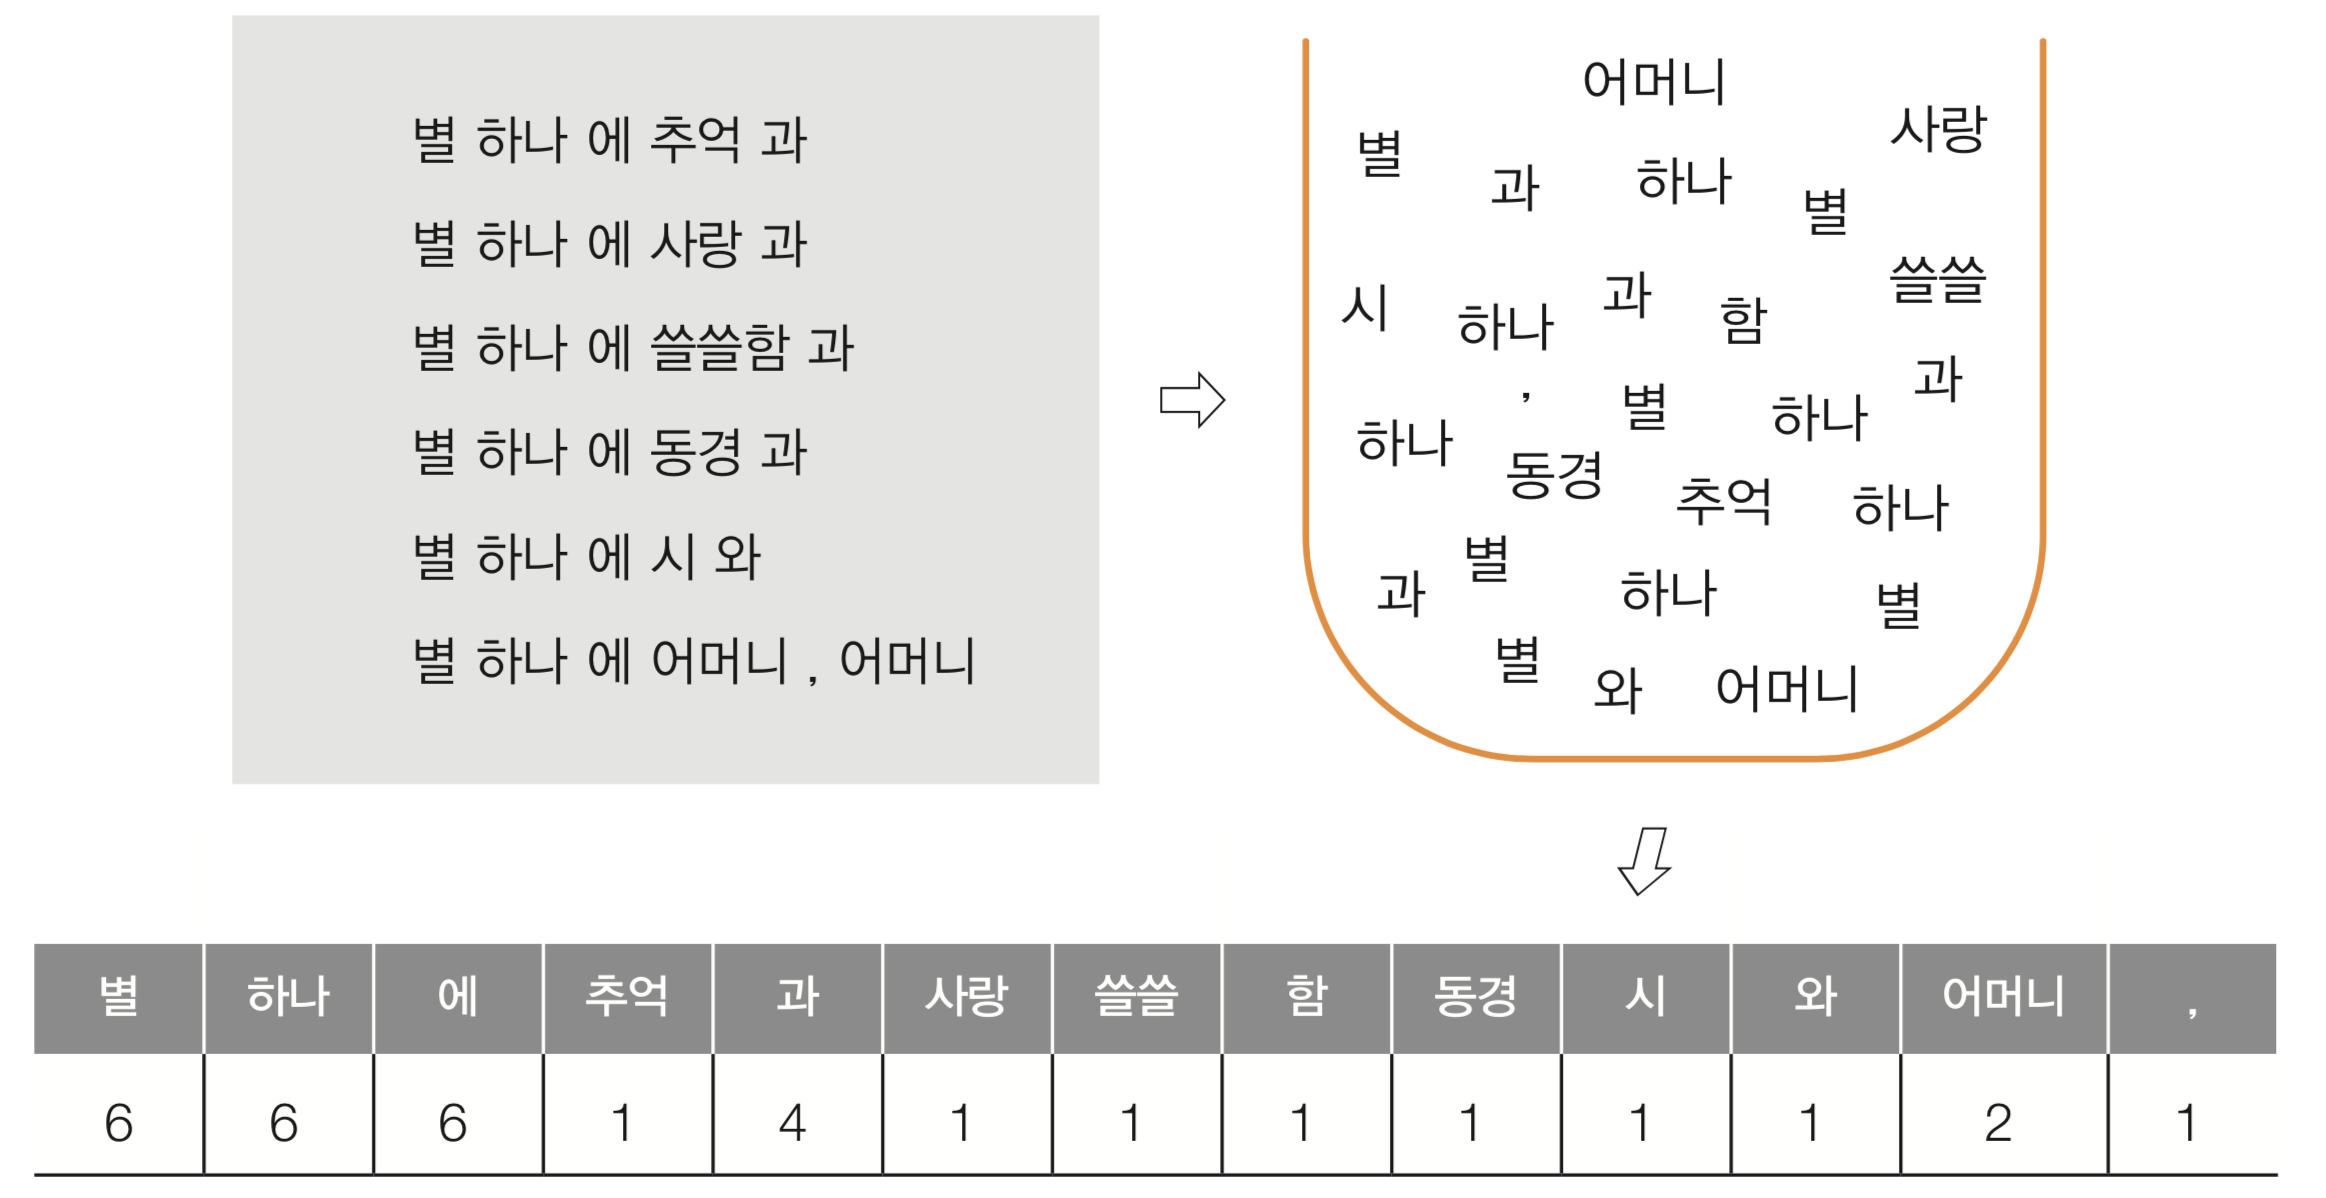 별 하나 에 추억 과
별 하나 에 사랑 과
별 하나 에 쓸쓸함 과
별 하나 에 동경 과
별 하나 에 시 와
별 하나 에 어머니 , 어머니
어머니
사랑
별
과
하나
별
쓸쓸
시
하나
과
함
과
,
별
하나
하나
동경
추억
하나
별
과
하나
별
별
와
어머니
별 하나 에 추억 과 사랑 쓸쓸 함 동경 시 와 어머니 ,
6 6 6 1 4 1 1 1 1 1 1 2 1